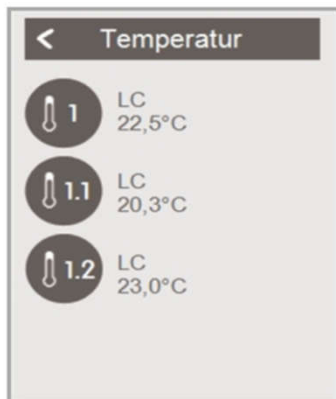 < Temperatur
1 LC
22,5°C
1.1 LC
20,3°C
1.2 LC
23,0°C